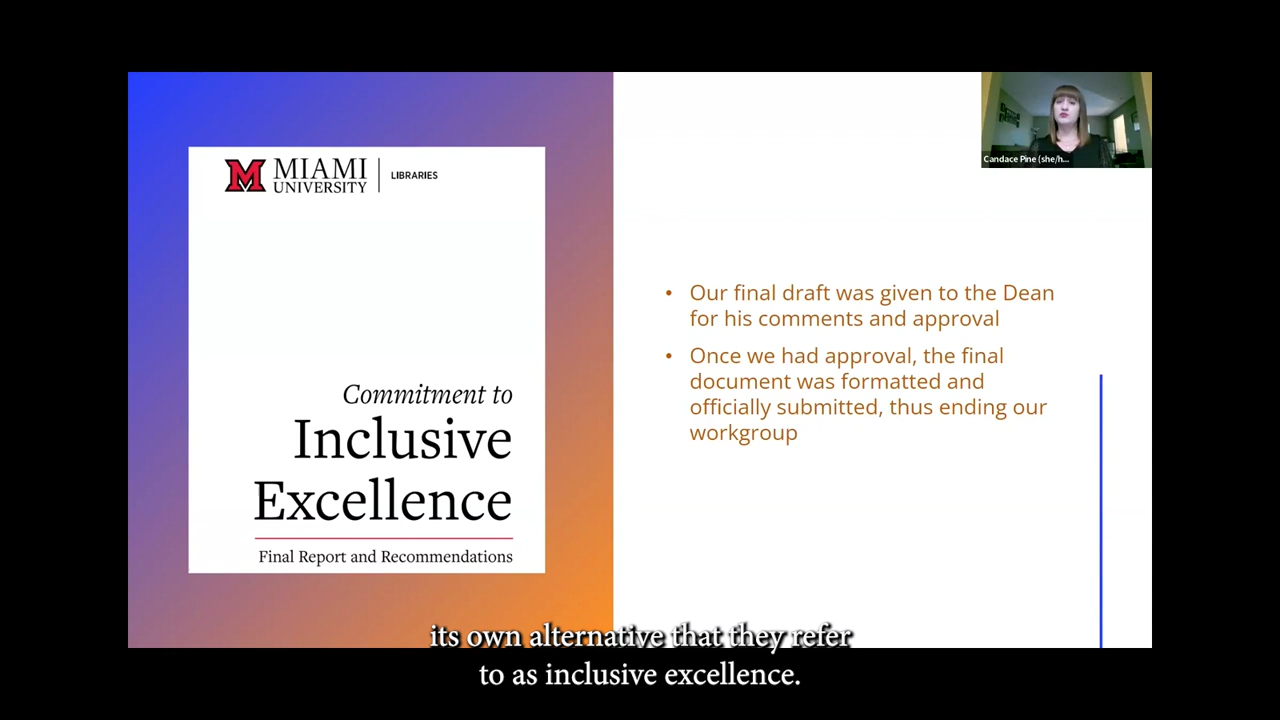 MIAMI
UNIVERSITY
LIBRARIES
Commitment to
Inclusive
Excellence
Final Report and Recommendations
Candace Pine (she/h...
• Our final draft was given to the Dean
for his comments and approval
• Once we had approval, the final
document was formatted and
officially submitted, thus ending our
workgroup
its own alternative that they refer
to as inclusive excellence.